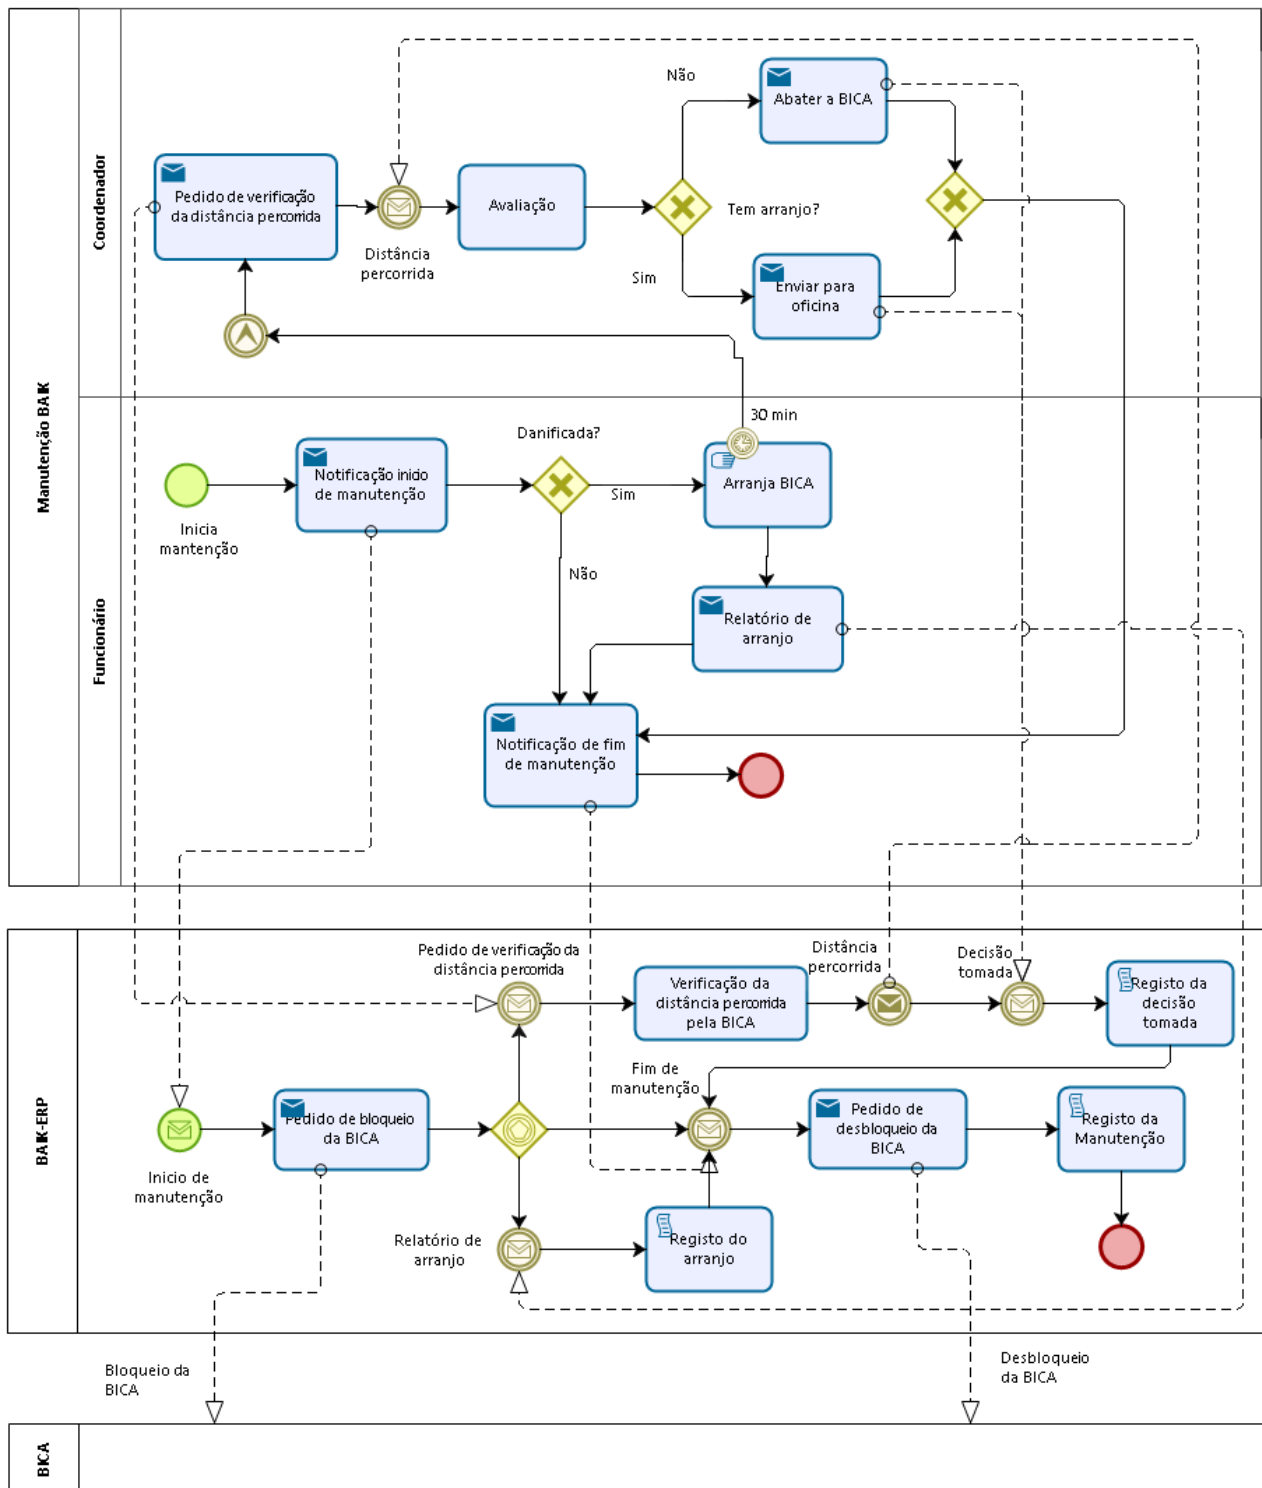 Manutenção BAIK
Coordenador
Não
Abater a BICA
Pedido de verificação
da distância percorrida
Avaliação
Tem arranjo?
Distância
percorrida
Sim
Enviar para
oficina
Funcionário
30 min
Danificada?
Notificação inicio
de manutenção
Sim
Arranja BICA
Inicia
mantenção
Não
Relatório de
arranjo
Notificação de fim
de manutenção
BAIK-ERP
Pedido de verificação da
distância percorrida
Distância
percorrida
Decisão
tomada
Verificação da
distância percorrida
pela BICA
Registo da
decisão
tomada
Fim de
manutenção
Pedido de bloqueio
da BICA
Pedido de
desbloqueio da
BICA
Registo da
Manutenção
Inicio de
manutenção
Relatório de
arranjo
Registo do
arranjo
Bloqueio da
BICA
Desbloqueio
da BICA
BICA